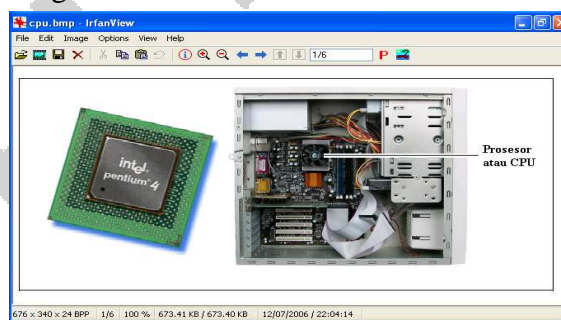 cpu.bmp - IrfanView
File Edit Image Options View Help
1/6
intel
pentium 4
Prosesor
atau CPU
676 x 340 x 24 BPP 1/6 100 % 673.41 KB / 673.40 KB 12/07/2006 / 22:04:14